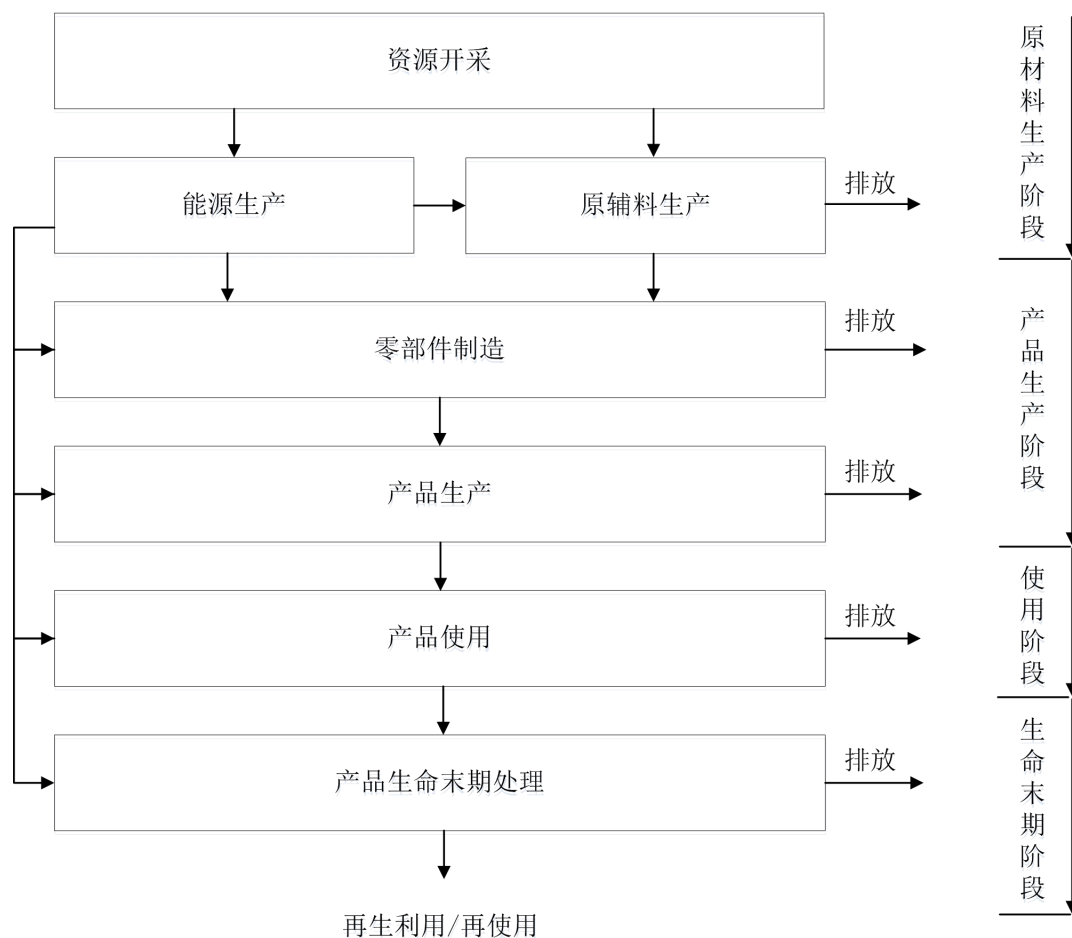 资源开采
能源生产
原辅料生产
排放
零部件制造
排放
产品生产
排放
产品使用
排放
产品生命末期处理
排放
再生利用/再使用
原材料生产阶段
产品生产阶段
使用阶段
生命末期阶段